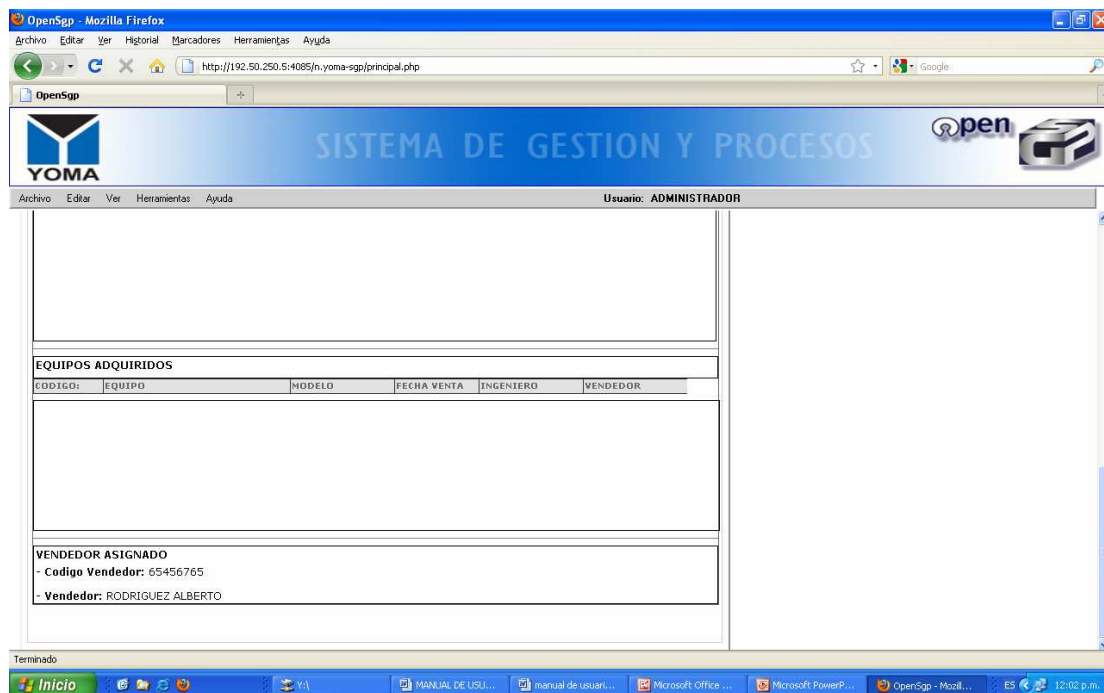 OpenSgp - Mozilla Firefox
Archivo Editar Ver Historial Marcadores Herramientas Ayuda
http://192.50.250.5:4085/n.yoma-sgp/principal.php Google
OpenSgp
YOMA SISTEMA DE GESTION Y PROCESOS open
Archivo Editar Ver Herramientas Ayuda Usuario: ADMINISTRADOR
EQUIPOS ADQUIRIDOS
CODIGO: EQUIPO MODELO FECHA VENTA INGENIERO VENDEDOR
VENDEDOR ASIGNADO
- Codigo Vendedor: 65456765
- Vendedor: RODRIGUEZ ALBERTO
Terminado
Inicio Y:\ MANUAL DE USU... manual de usuari... Microsoft Office ... Microsoft PowerP... OpenSgp - Mozill... ES 12:02 p.m.